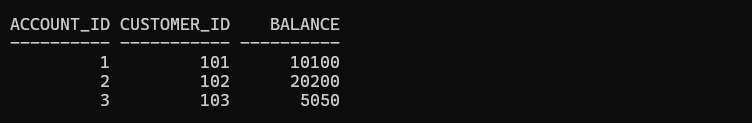 ACCOUNT_ID CUSTOMER_ID    BALANCE
---------- ----------- ----------
         1         101      10100
         2         102      20200
         3         103       5050